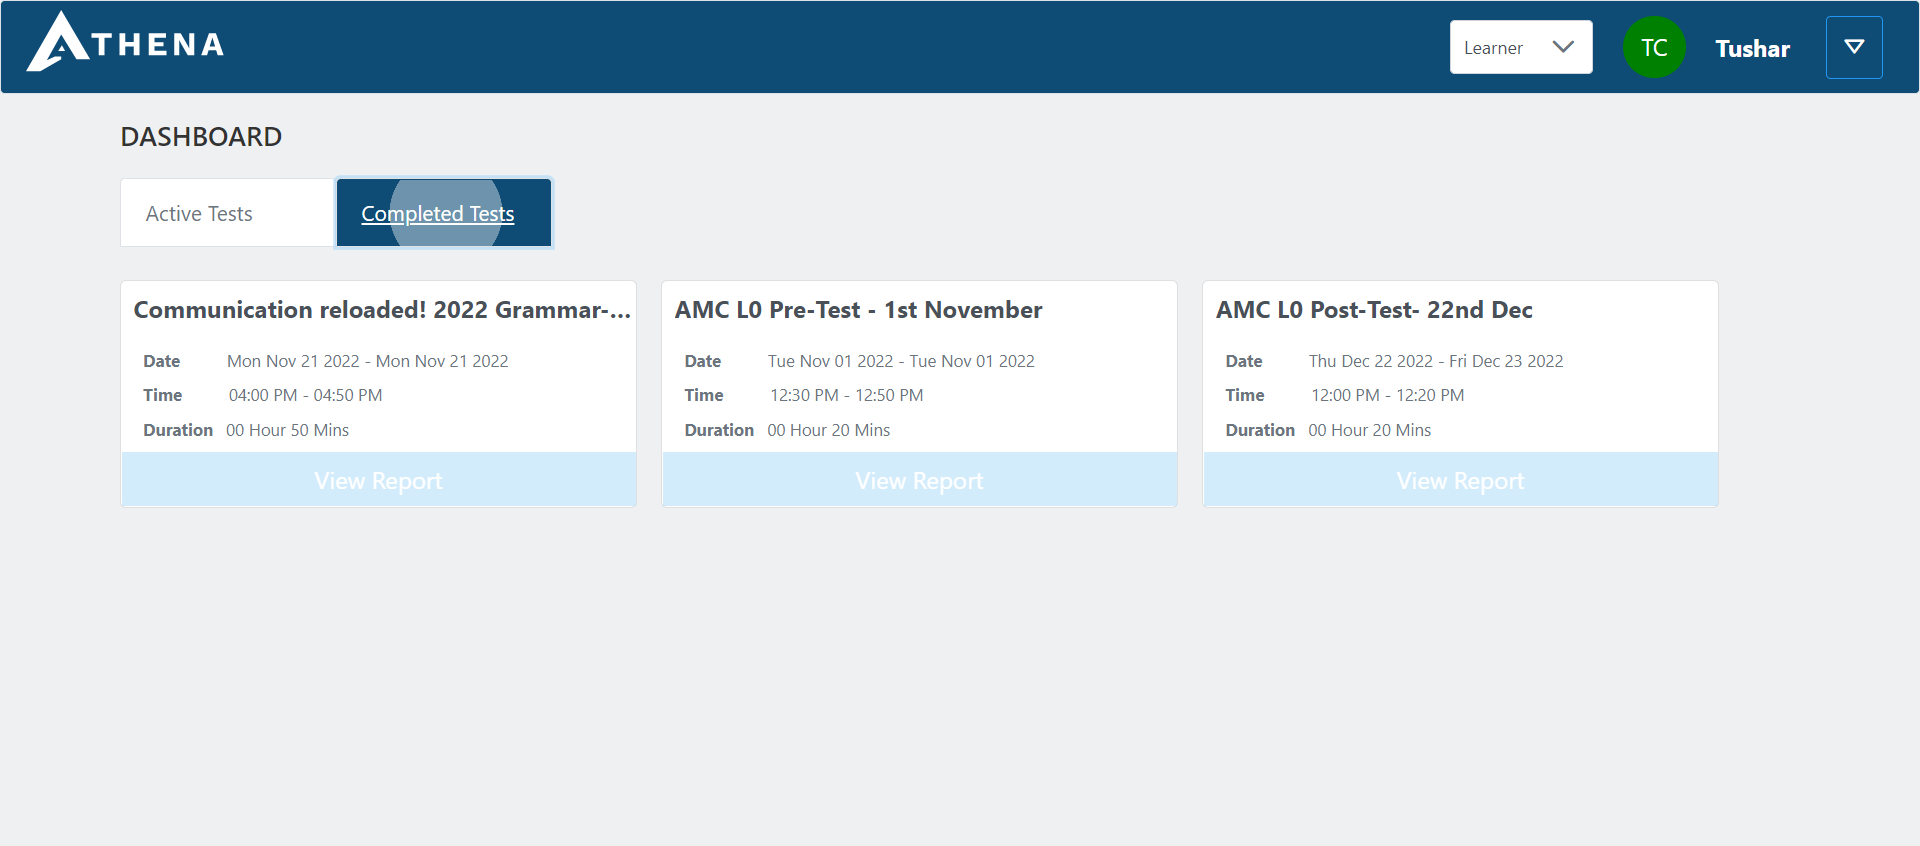 ATHENA
Learner
TC
Tushar
DASHBOARD
Active Tests
Completed Tests
Communication reloaded! 2022 Grammar-...
Date Mon Nov 21 2022 - Mon Nov 21 2022
Time 04:00 PM - 04:50 PM
Duration 00 Hour 50 Mins
View Report
AMC L0 Pre-Test - 1st November
Date Tue Nov 01 2022 - Tue Nov 01 2022
Time 12:30 PM - 12:50 PM
Duration 00 Hour 20 Mins
View Report
AMC L0 Post-Test- 22nd Dec
Date Thu Dec 22 2022 - Fri Dec 23 2022
Time 12:00 PM - 12:20 PM
Duration 00 Hour 20 Mins
View Report